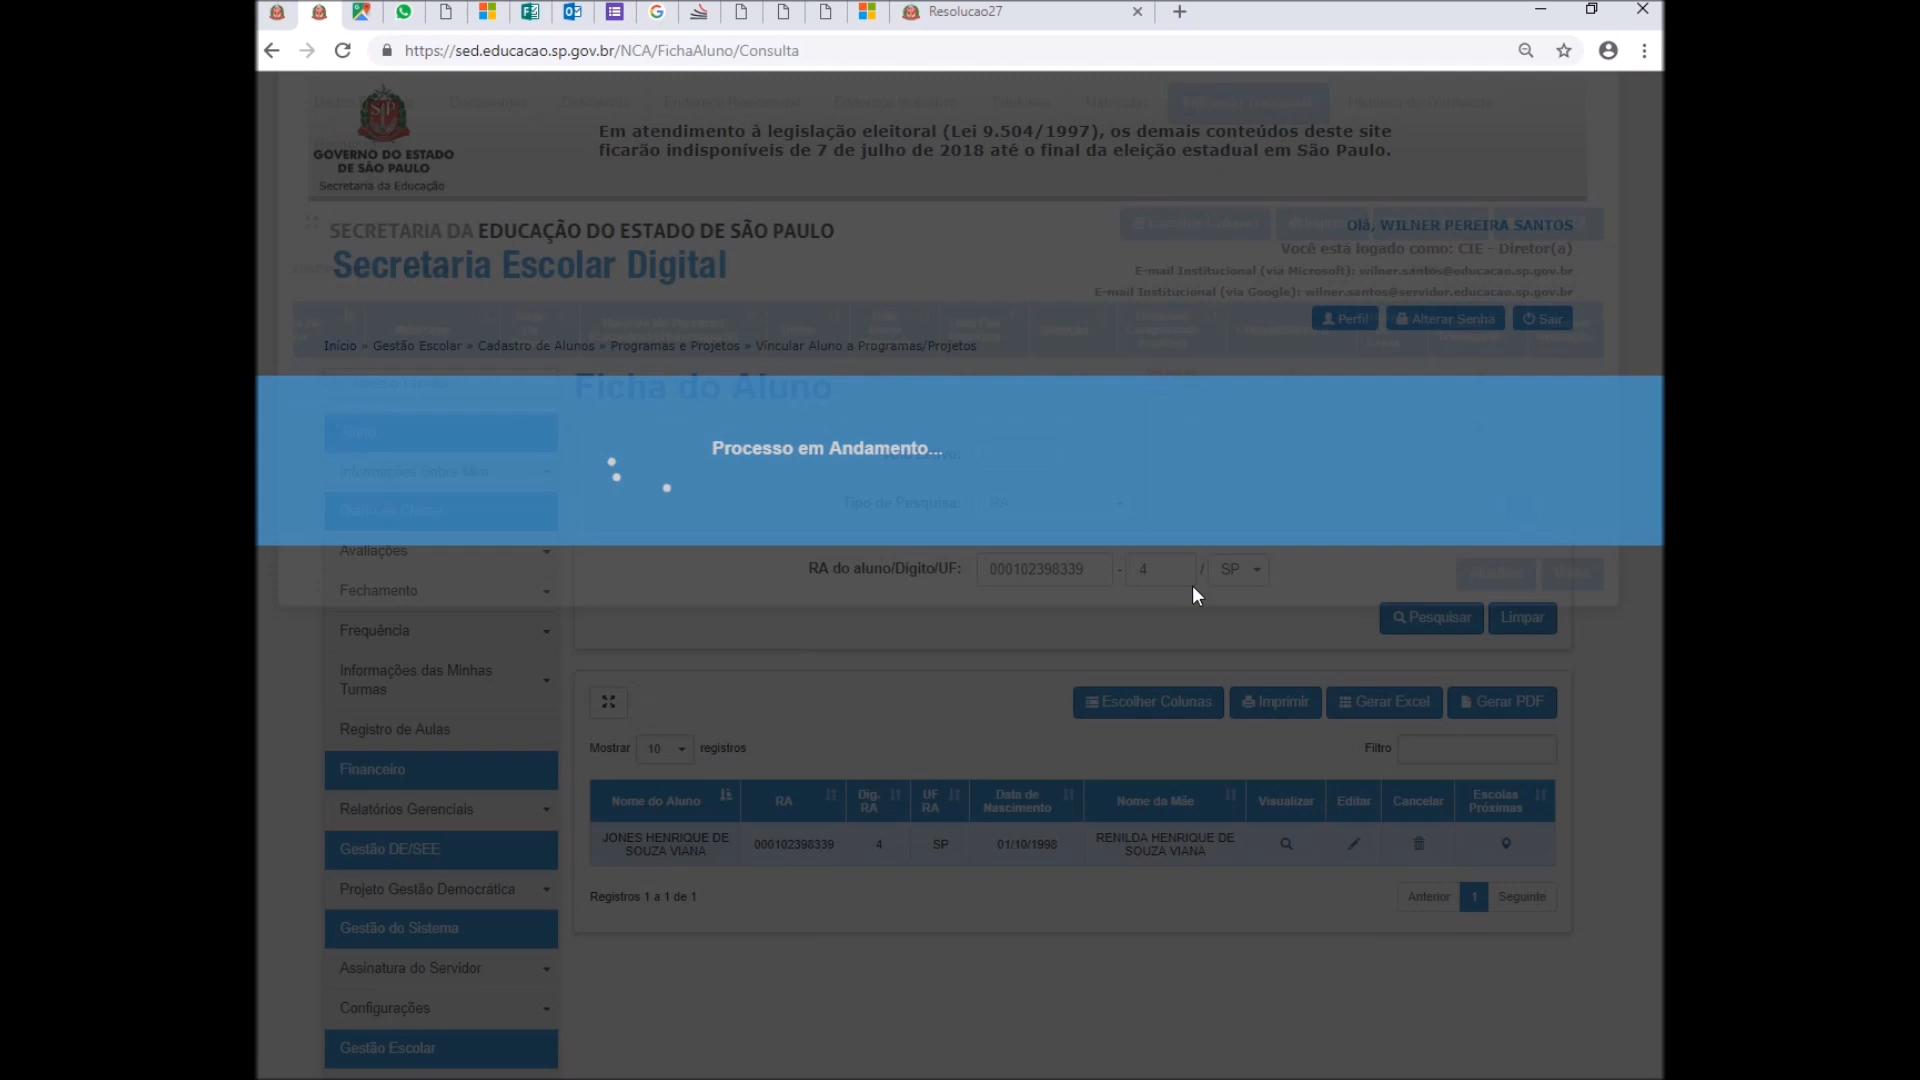 Resolucao27
https://sed.educacao.sp.gov.br/NCA/FichaAluno/Consulta
Em atendimento à legislação eleitoral (Lei 9.504/1997), os demais conteúdos deste site
ficarão indisponíveis de 7 de julho de 2018 até o final da eleição estadual em São Paulo.
GOVERNO DO ESTADO
DE SÃO PAULO
Secretaria da Educação
SECRETARIA DA EDUCAÇÃO DO ESTADO DE SÃO PAULO
Secretaria Escolar Digital
Olá, WILNER PEREIRA SANTOS
Você está logado como: CIE - Diretor(a)
E-mail Institucional (via Microsoft): wilner.santos@educacao.sp.gov.br
E-mail Institucional (via Google): wilner.santos@servidor.educacao.sp.gov.br
Perfil Alterar Senha Sair
Início » Gestão Escolar » Cadastro de Alunos » Programas e Projetos » Vincular Aluno a Programas/Projetos
Ficha do Aluno
Processo em Andamento...
Aluno
Informações Sobre Mim
Tipo de Pesquisa: RA
Diário de Classe
Avaliações
RA do aluno/Digito/UF: 000102398339 - 4 / SP
Fechamento
Pesquisar Limpar
Frequência
Informações das Minhas
Turmas
Escolher Colunas Imprimir Gerar Excel Gerar PDF
Registro de Aulas
Mostrar 10 registros
Filtro
Financeiro
Relatórios Gerenciais
Nome do Aluno RA Dig. RA UF RA Data de Nascimento Nome da Mãe Visualizar Editar Cancelar Escolas Próximas
JONES HENRIQUE DE SOUZA VIANA 000102398339 4 SP 01/10/1998 RENILDA HENRIQUE DE SOUZA VIANA
Gestão DE/SEE
Projeto Gestão Democrática
Registros 1 a 1 de 1
Anterior 1 Seguinte
Gestão do Sistema
Assinatura do Servidor
Configurações
Gestão Escolar